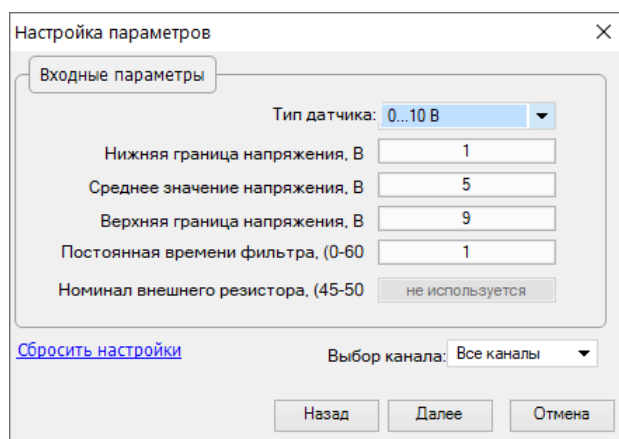 Настройка параметров
Входные параметры
Тип датчика: 0...10 В
Нижняя граница напряжения, В 1
Среднее значение напряжения, В 5
Верхняя граница напряжения, В 9
Постоянная времени фильтра, (0-60 1
Номинал внешнего резистора, (45-50 не используется
Сбросить настройки Выбор канала: Все каналы
Назад Далее Отмена